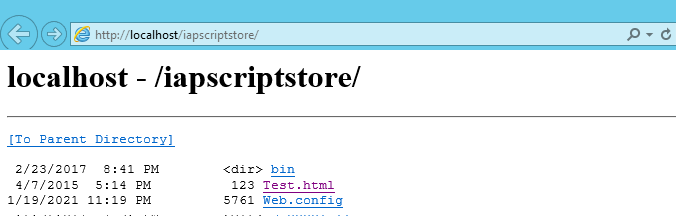 http://localhost/iapscriptstore/
localhost - /iapscriptstore/
[To Parent Directory]
2/23/2017 8:41 PM <dir> bin
4/7/2015 5:14 PM 123 Test.html
1/19/2021 11:19 PM 5761 Web.config